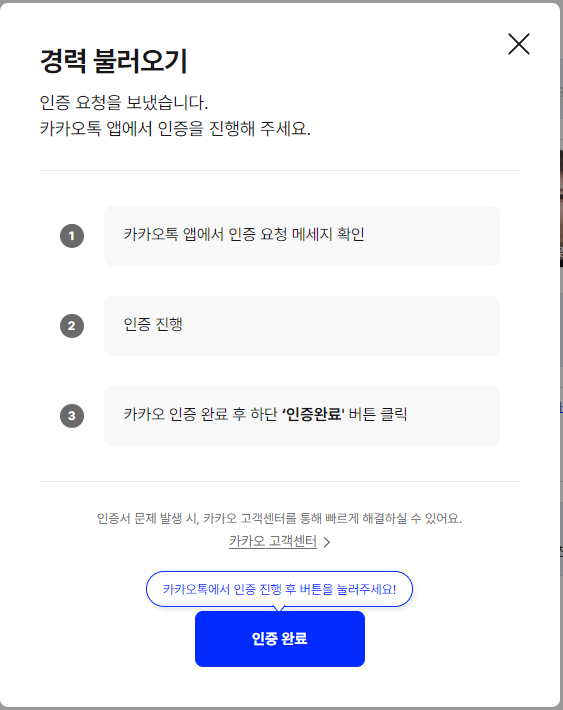 경력 불러오기
인증 요청을 보냈습니다.
카카오톡 앱에서 인증을 진행해 주세요.
1 카카오톡 앱에서 인증 요청 메세지 확인
2 인증 진행
3 카카오 인증 완료 후 하단 ‘인증완료' 버튼 클릭
인증서 문제 발생 시, 카카오 고객센터를 통해 빠르게 해결하실 수 있어요.
카카오 고객센터
카카오톡에서 인증 진행 후 버튼을 눌러주세요!
인증 완료